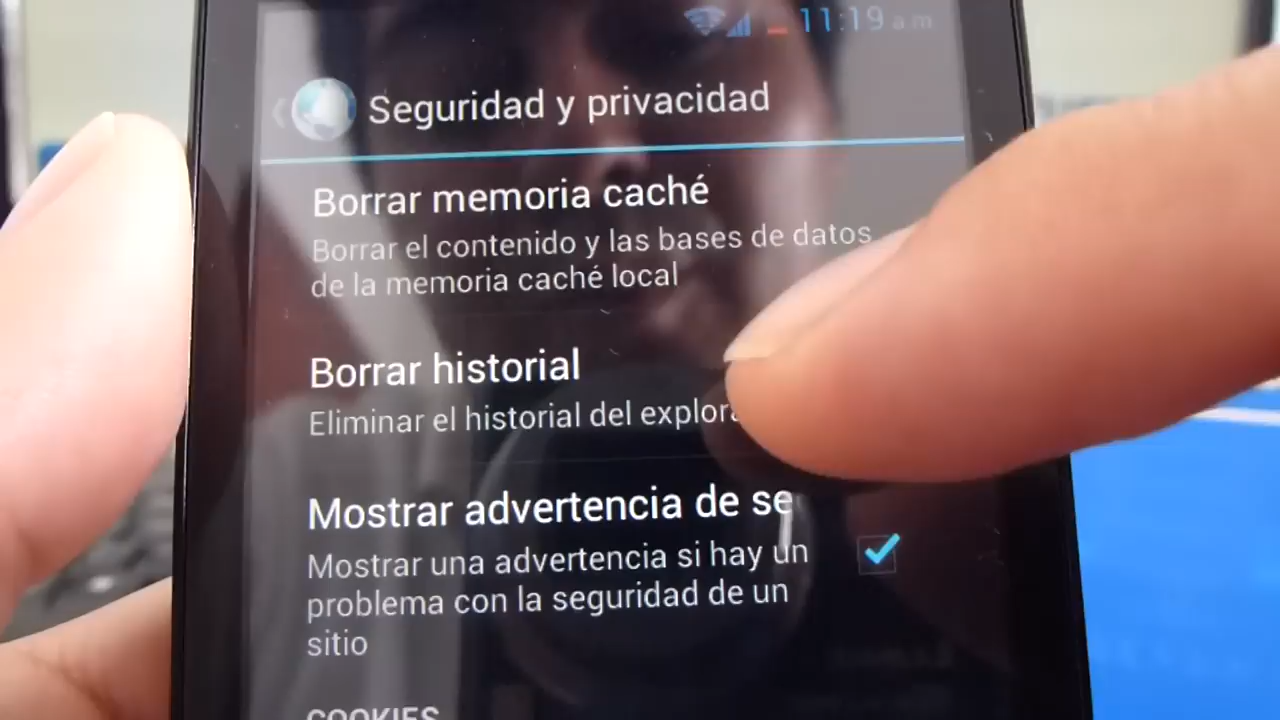 11:19 a m
Seguridad y privacidad
Borrar memoria caché
Borrar el contenido y las bases de datos
de la memoria caché local
Borrar historial
Eliminar el historial del explora
Mostrar advertencia de se
Mostrar una advertencia si hay un
problema con la seguridad de un
sitio
COOKIES